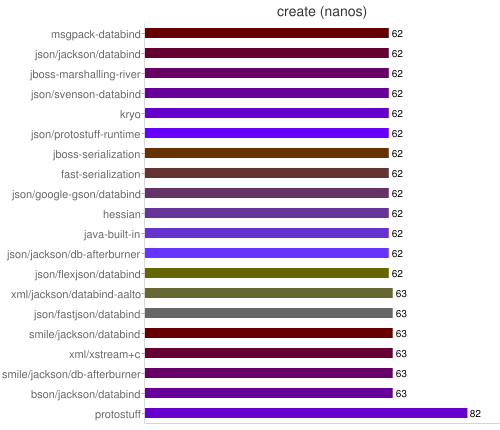 create (nanos)
msgpack-databind 62
json/jackson/databind 62
jboss-marshalling-river 62
json/svenson-databind 62
kryo 62
json/protostuff-runtime 62
jboss-serialization 62
fast-serialization 62
json/google-gson/databind 62
hessian 62
java-built-in 62
json/jackson/db-afterburner 62
json/flexjson/databind 62
xml/jackson/databind-aalto 63
json/fastjson/databind 63
smile/jackson/databind 63
xml/xstream+c 63
smile/jackson/db-afterburner 63
bson/jackson/databind 63
protostuff 82